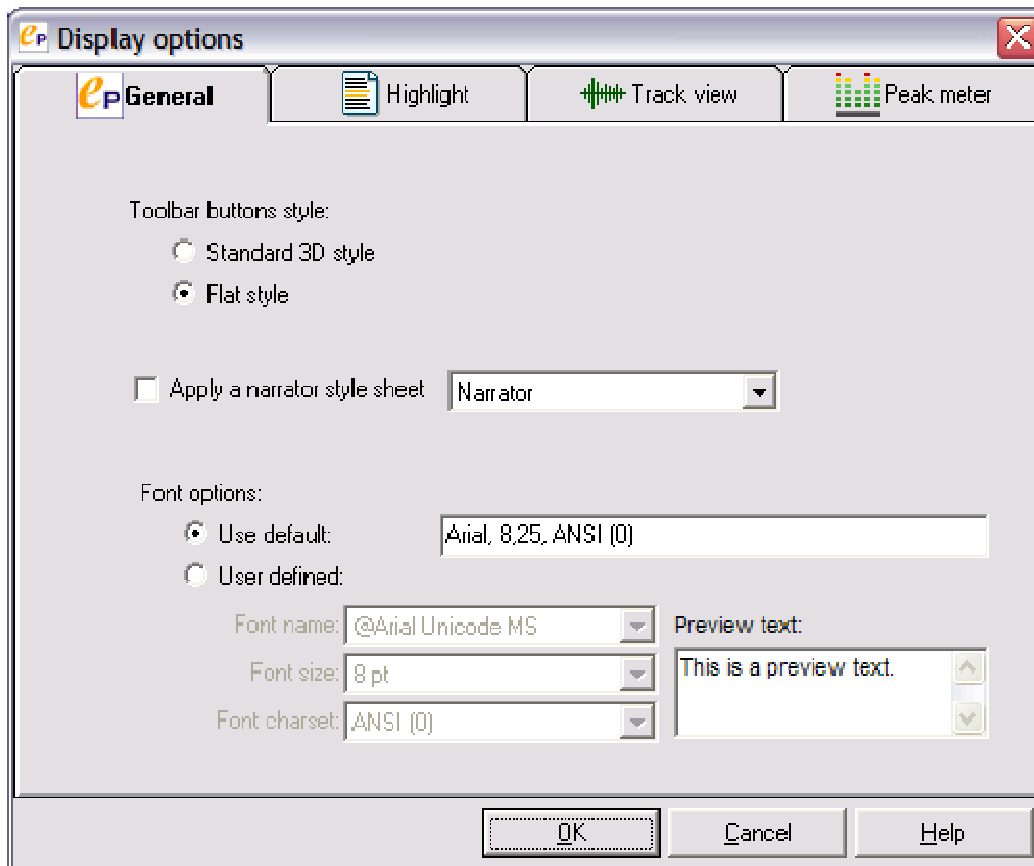 eP Display options
eP General Highlight Track view Peak meter
Toolbar buttons style:
Standard 3D style
Flat style
Apply a narrator style sheet Narrator
Font options:
Use default: Arial, 8,25, ANSI (0)
User defined:
Font name: @Arial Unicode MS Preview text:
Font size: 8 pt This is a preview text.
Font charset: ANSI (0)
OK Cancel Help